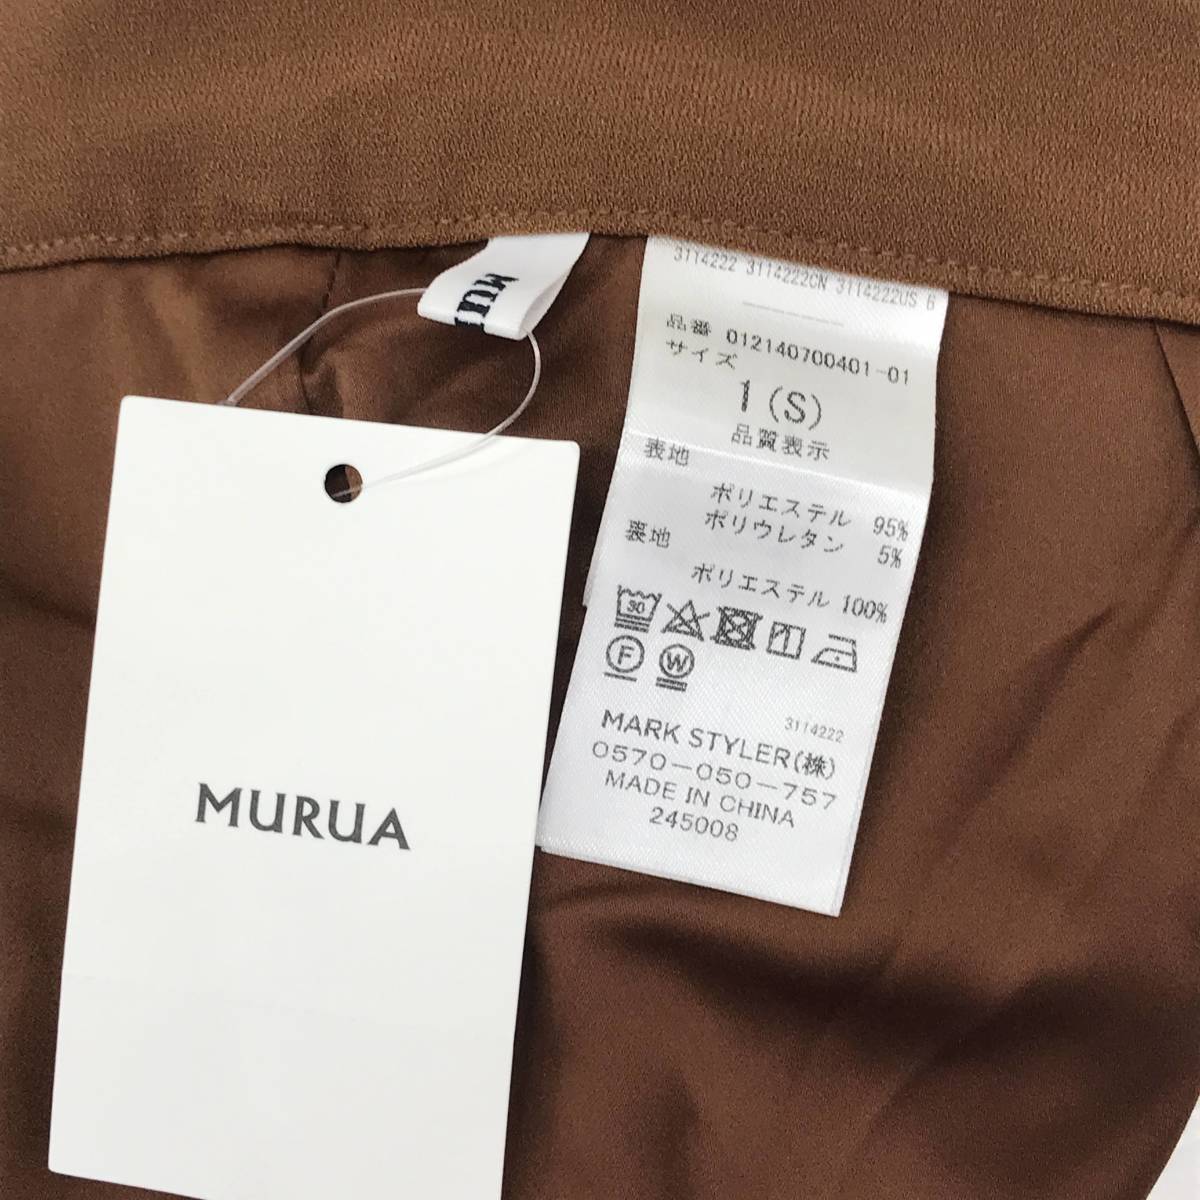 MURUA
3114222 3114222CN 3114222US 6
品番 012140700401-01
サイズ
1(S)
品質表示
表地
ポリエステル 95%
ポリウレタン 5%
裏地
ポリエステル 100%
30
F
W
3114222
MARK STYLER(株)
0570-050-757
MADE IN CHINA
245008